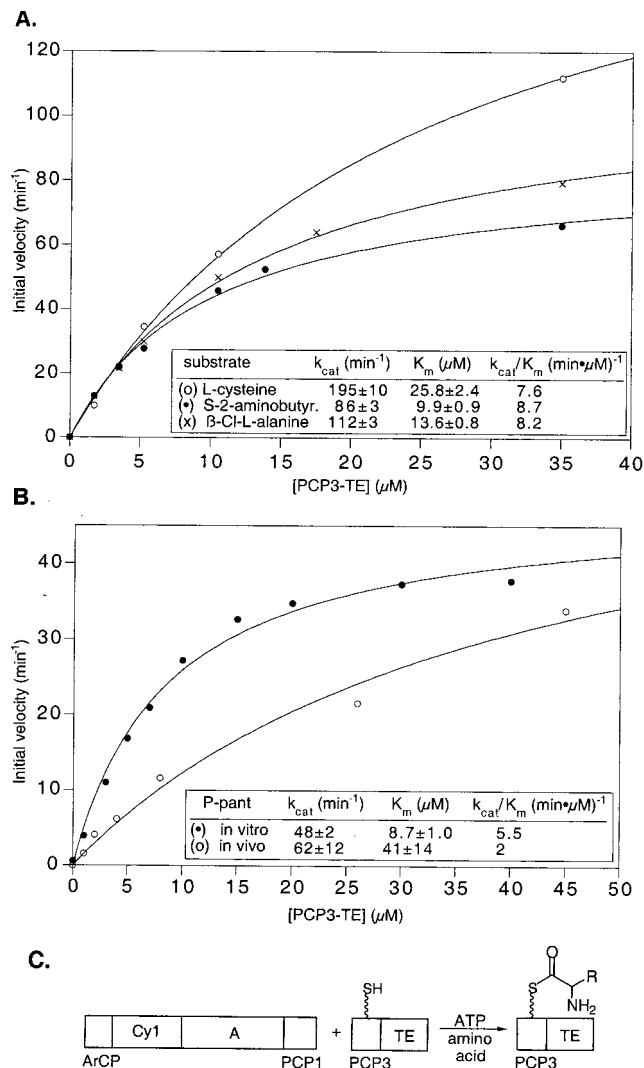 A.
120
100
80
60
40
20
0
Initial velocity (min⁻¹)
substrate k_cat (min⁻¹) K_m (µM) k_cat/K_m (min•µM)⁻¹
(o) L-cysteine 195±10 25.8±2.4 7.6
(•) S-2-aminobutyr. 86±3 9.9±0.9 8.7
(x) ß-Cl-L-alanine 112±3 13.6±0.8 8.2
0 5 10 15 20 25 30 35 40
[PCP3-TE] (µM)
B.
40
30
20
10
0
Initial velocity (min⁻¹)
P-pant k_cat (min⁻¹) K_m (µM) k_cat/K_m (min•µM)⁻¹
(•) in vitro 48±2 8.7±1.0 5.5
(o) in vivo 62±12 41±14 2
0 5 10 15 20 25 30 35 40 45 50
[PCP3-TE] (µM)
C.
O
SH S R
NH₂
Cy1 A + TE ATP TE
amino
acid
ArCP PCP1 PCP3 PCP3